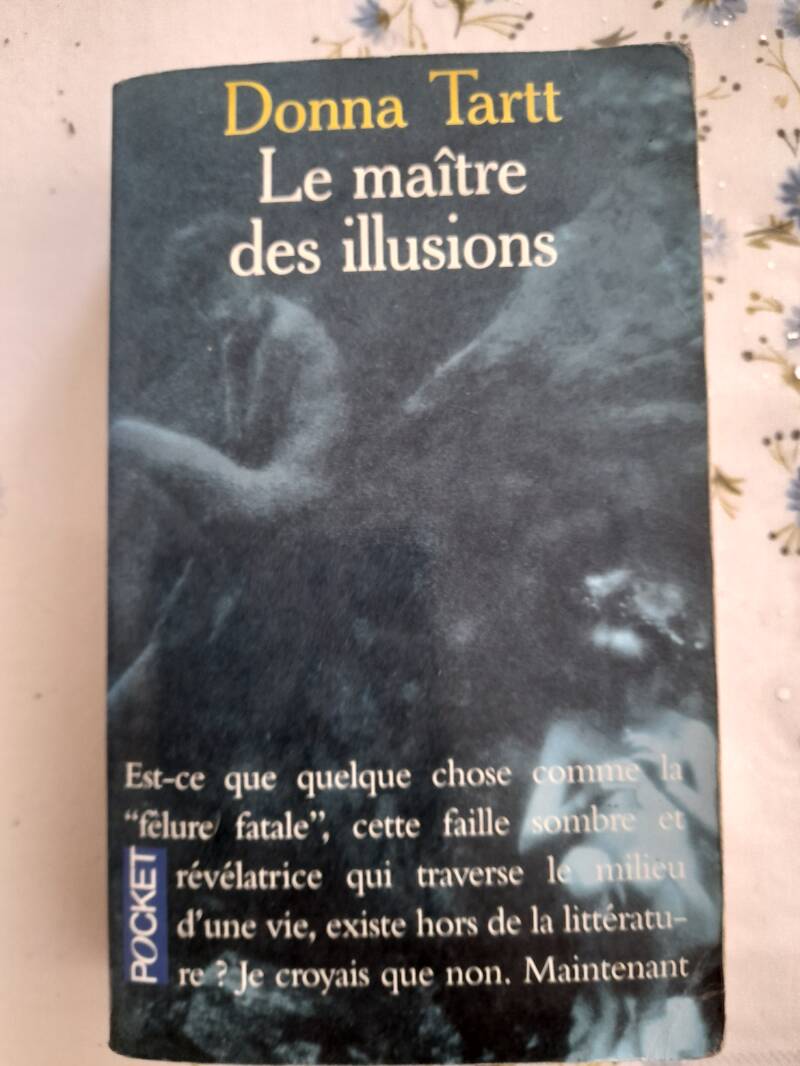 Donna Tartt
Le maître
des illusions
Est-ce que quelque chose comme la
"fêlure fatale", cette faille sombre et
révélatrice qui traverse le milieu
d'une vie, existe hors de la littératu-
re ? Je croyais que non. Maintenant
POCKET